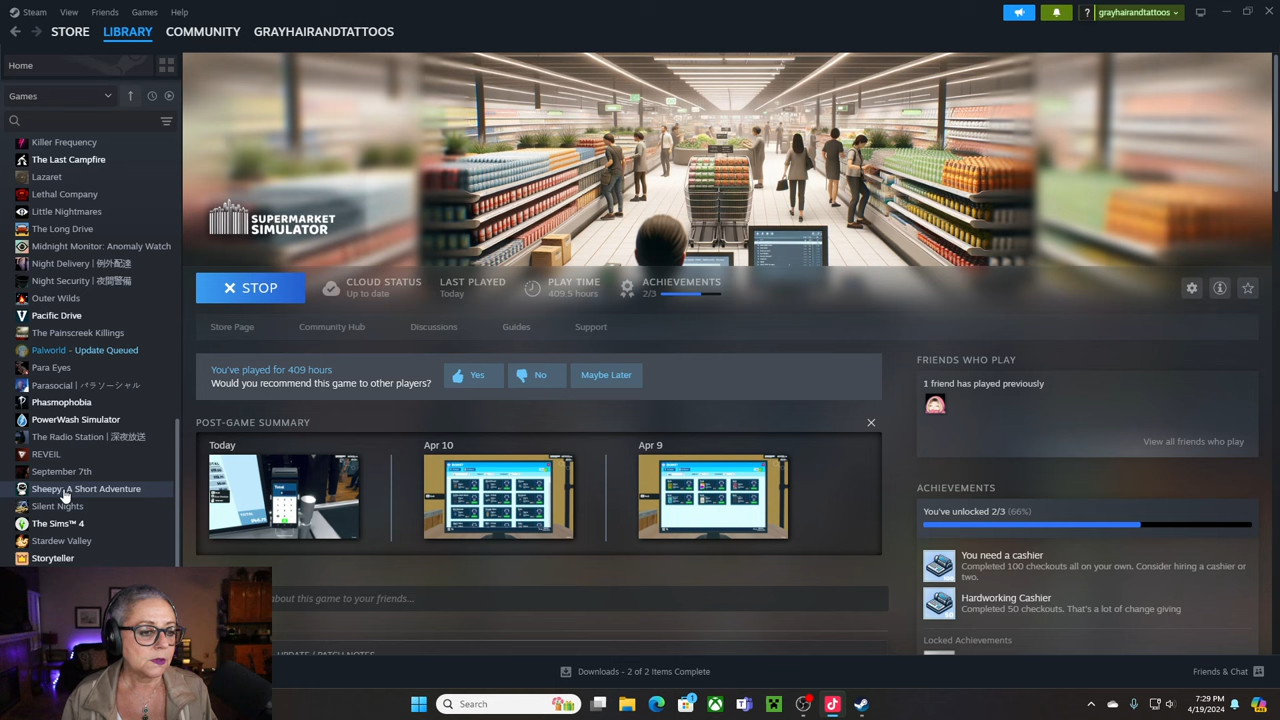 Steam View Friends Games Help
grayhairandtattoos
STORE LIBRARY COMMUNITY GRAYHAIRANDTATTOOS
Home
Games
Killer Frequency
The Last Campfire
Lazaret
Lethal Company
Little Nightmares
The Long Drive
Midnight Monitor: Anomaly Watch
Night Delivery | 例外配達
Night Security | 夜間警備
Outer Wilds
Pacific Drive
The Painscreek Killings
Palworld - Update Queued
Para Eyes
Parasocial | パラソーシャル
Phasmophobia
PowerWash Simulator
The Radio Station | 深夜放送
REVEIL
September 7th
Sheepy: A Short Adventure
Silent Nights
The Sims™ 4
Stardew Valley
Storyteller
SUPERMARKET
SIMULATOR
STOP
CLOUD STATUS
Up to date
LAST PLAYED
Today
PLAY TIME
409.5 hours
ACHIEVEMENTS
2/3
Store Page Community Hub Discussions Guides Support
You've played for 409 hours
Would you recommend this game to other players?
Yes No Maybe Later
POST-GAME SUMMARY
Today Apr 10 Apr 9
about this game to your friends...
UPDATE / PATCH NOTES
FRIENDS WHO PLAY
1 friend has played previously
View all friends who play
ACHIEVEMENTS
You've unlocked 2/3 (66%)
You need a cashier
Completed 100 checkouts all on your own. Consider hiring a cashier or
two.
Hardworking Cashier
Completed 50 checkouts. That's a lot of change giving
Locked Achievements
Downloads - 2 of 2 Items Complete
Friends & Chat
Search
7:29 PM
4/19/2024